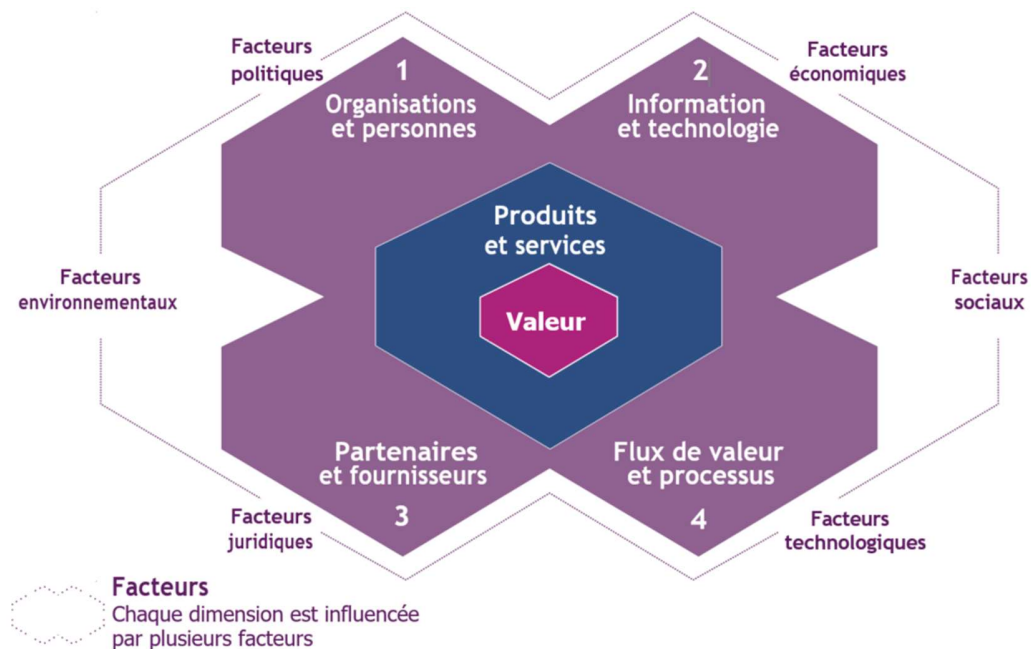 Facteurs
politiques
1
Organisations
et personnes
2
Information
et technologie
Facteurs
économiques
Produits
et services
Facteurs
environnementaux
Valeur
Facteurs
sociaux
Partenaires
et fournisseurs
3
Flux de valeur
et processus
4
Facteurs
juridiques
Facteurs
technologiques
Facteurs
Chaque dimension est influencée
par plusieurs facteurs